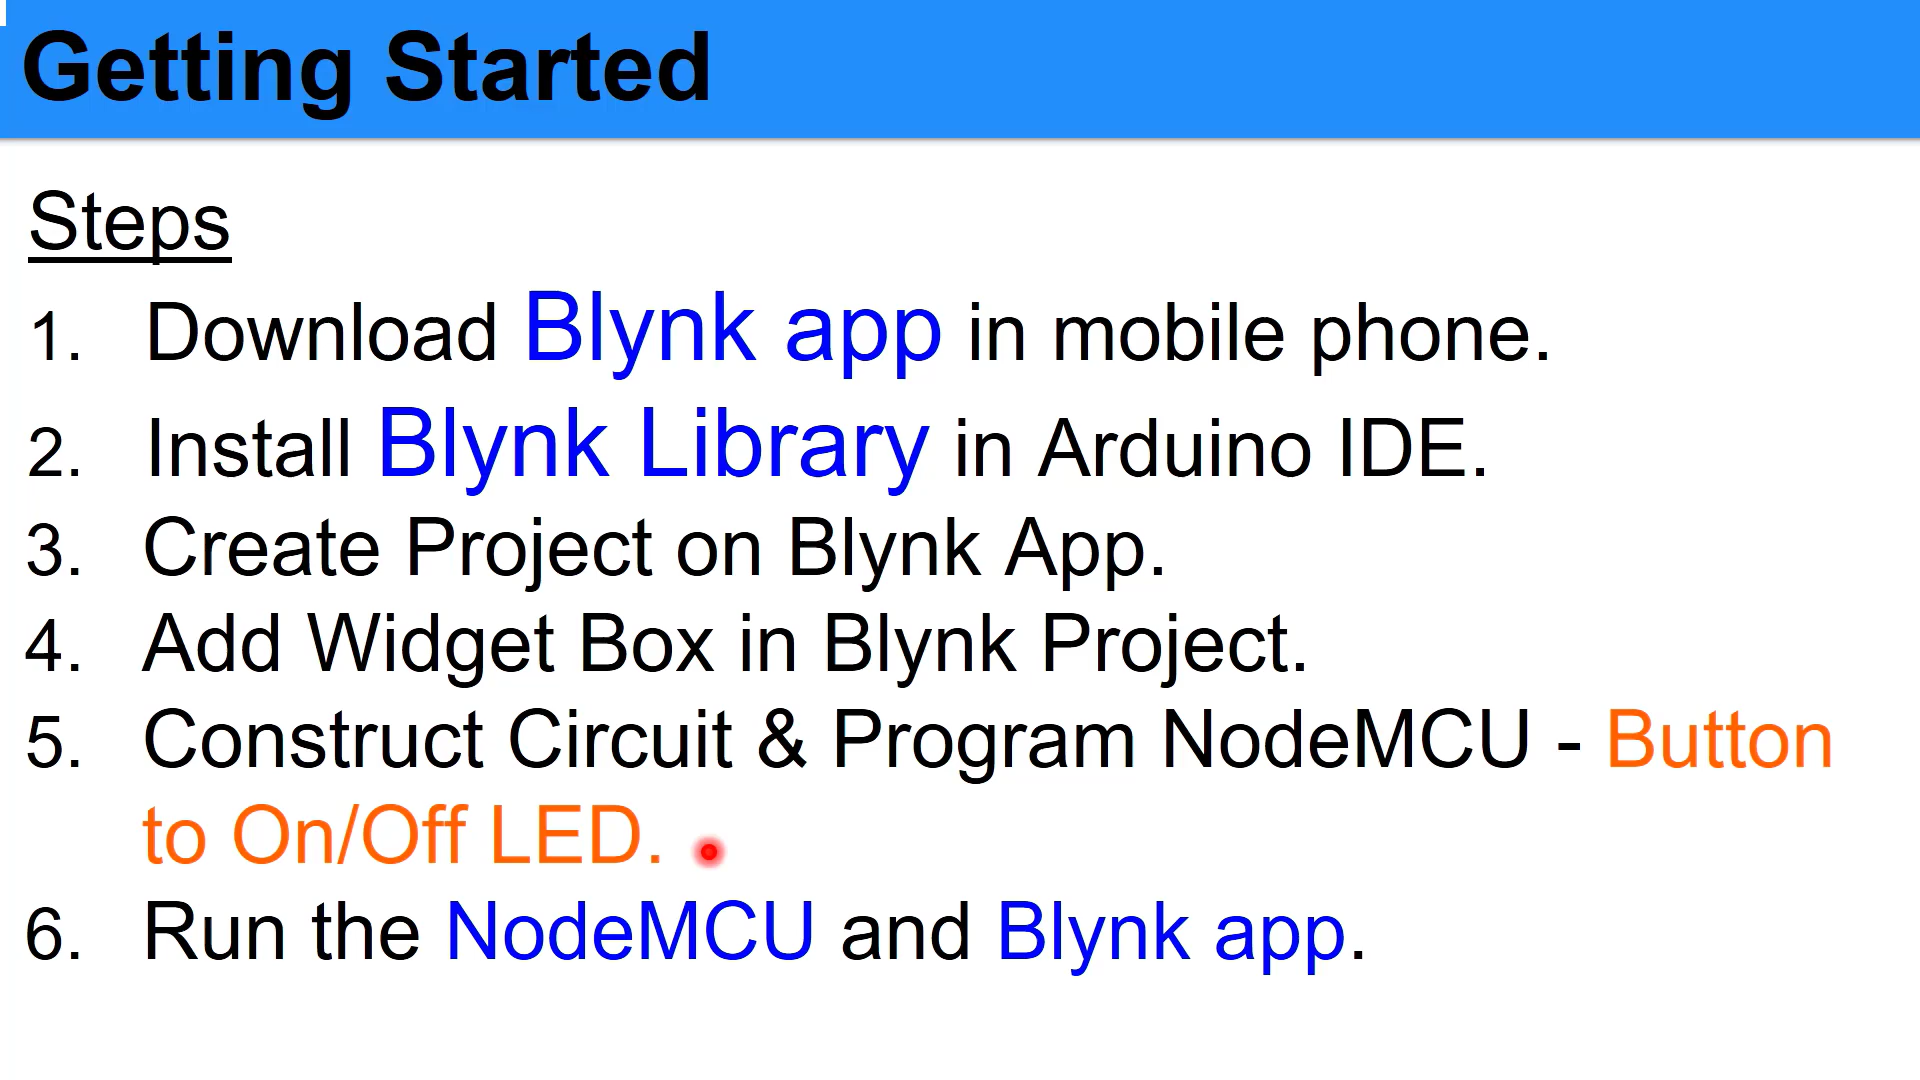 Getting Started
Steps
1. Download Blynk app in mobile phone.
2. Install Blynk Library in Arduino IDE.
3. Create Project on Blynk App.
4. Add Widget Box in Blynk Project.
5. Construct Circuit & Program NodeMCU - Button
to On/Off LED.
6. Run the NodeMCU and Blynk app.